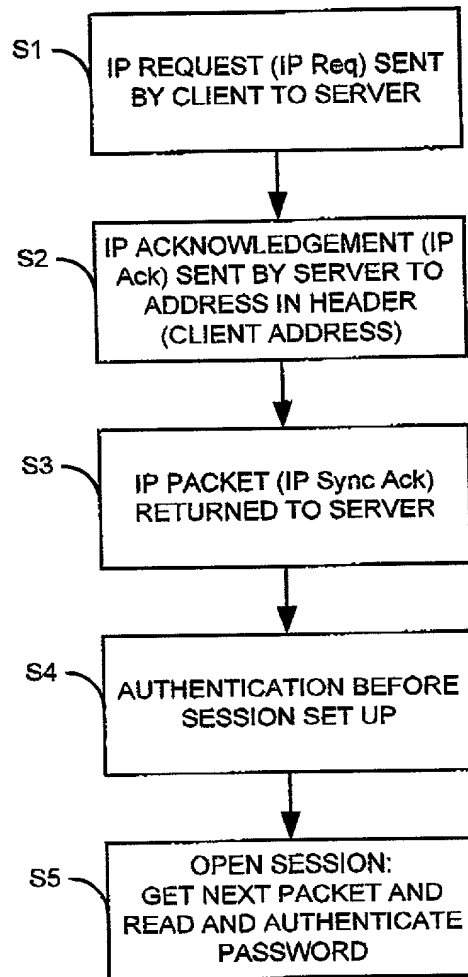 S1
IP REQUEST (IP Req) SENT
BY CLIENT TO SERVER
S2
IP ACKNOWLEDGEMENT (IP
Ack) SENT BY SERVER TO
ADDRESS IN HEADER
(CLIENT ADDRESS)
S3
IP PACKET (IP Sync Ack)
RETURNED TO SERVER
S4
AUTHENTICATION BEFORE
SESSION SET UP
S5
OPEN SESSION:
GET NEXT PACKET AND
READ AND AUTHENTICATE
PASSWORD